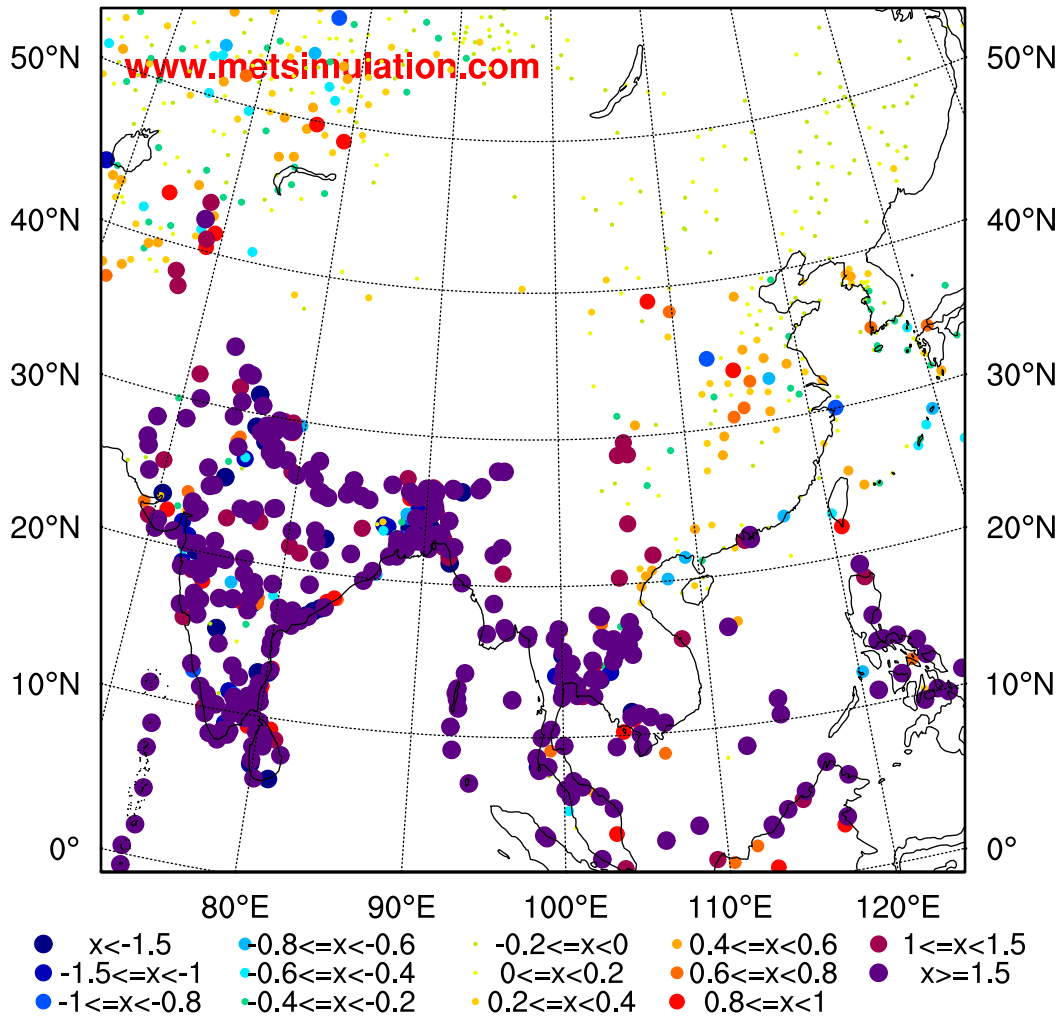 50°N 50°N
www.metsimulation.com
40°N 40°N
30°N 30°N
20°N 20°N
10°N 10°N
0° 0°
80°E 90°E 100°E 110°E 120°E
x<-1.5 -0.8<=x<-0.6 -0.2<=x<0 0.4<=x<0.6 1<=x<1.5
-1.5<=x<-1 -0.6<=x<-0.4 0<=x<0.2 0.6<=x<0.8 x>=1.5
-1<=x<-0.8 -0.4<=x<-0.2 0.2<=x<0.4 0.8<=x<1